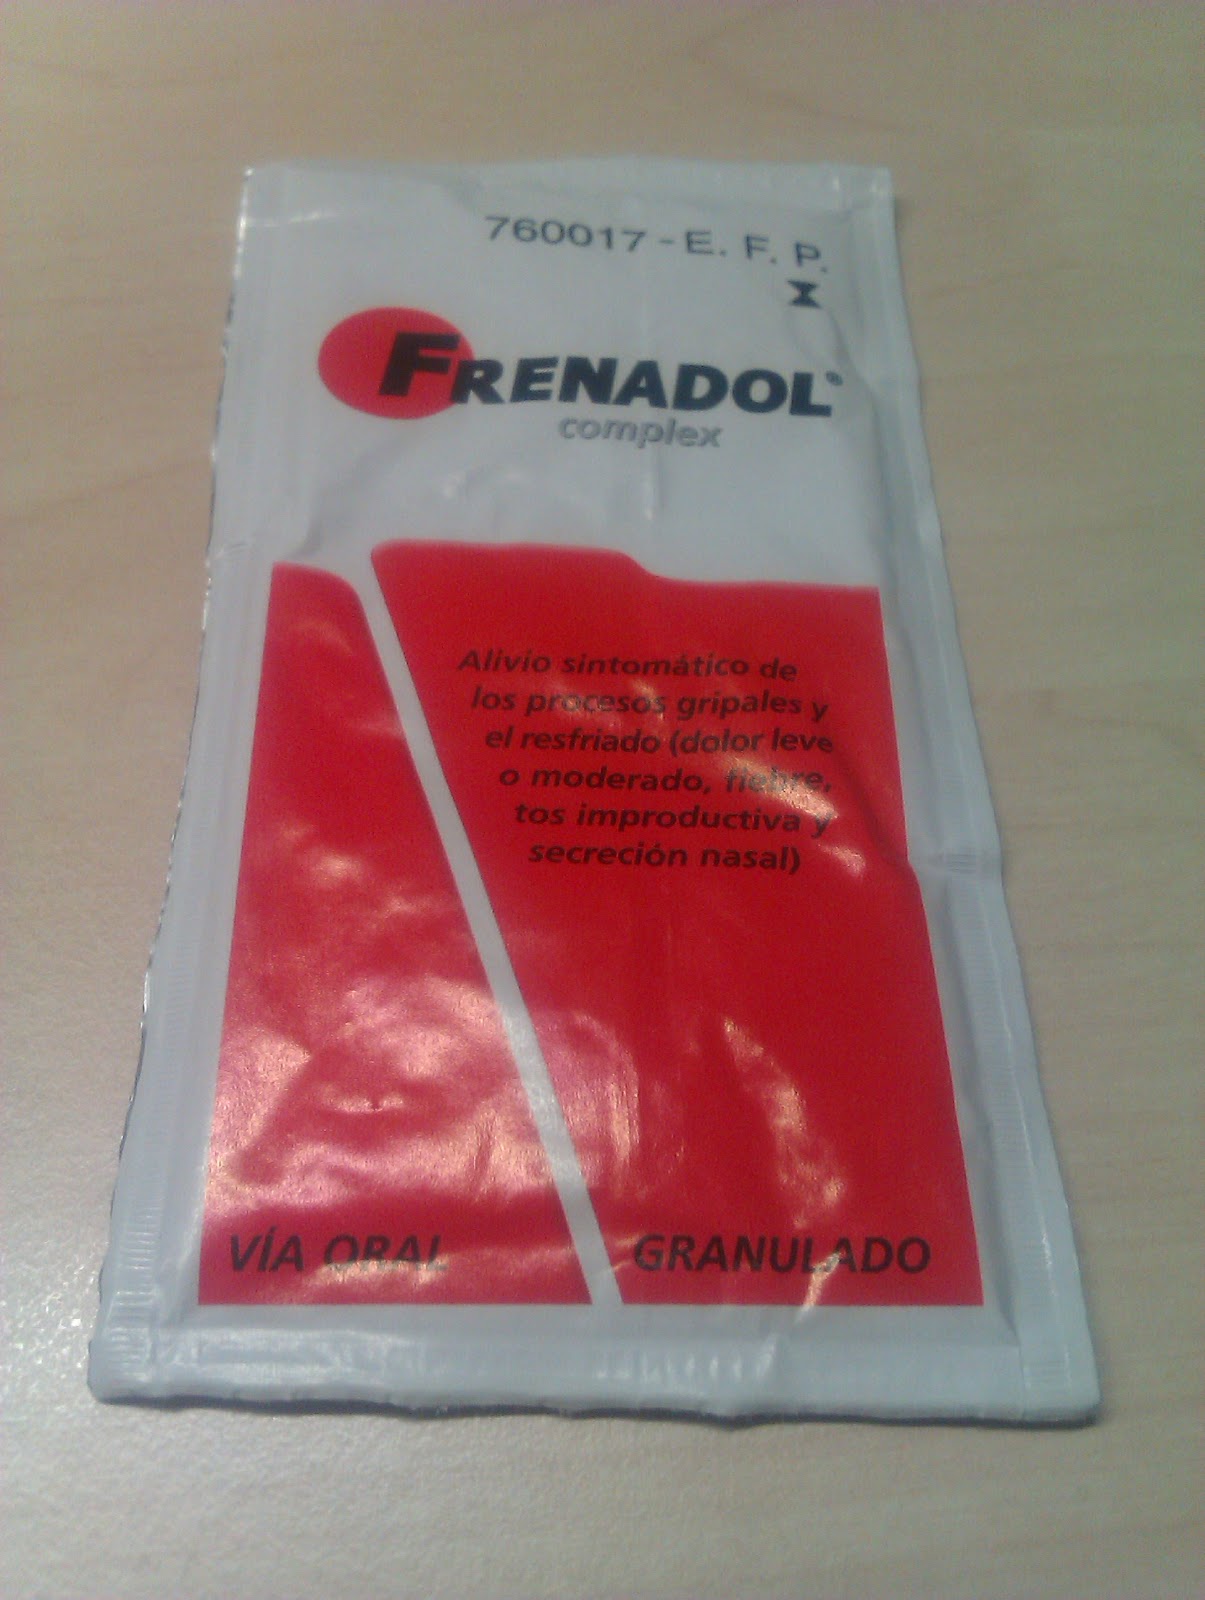 760017 - E. F. P.
FRENADOL®
complex
Alivio sintomático de
los procesos gripales y
el resfriado (dolor leve
o moderado, fiebre,
tos improductiva y
secreción nasal)
VÍA ORAL
GRANULADO